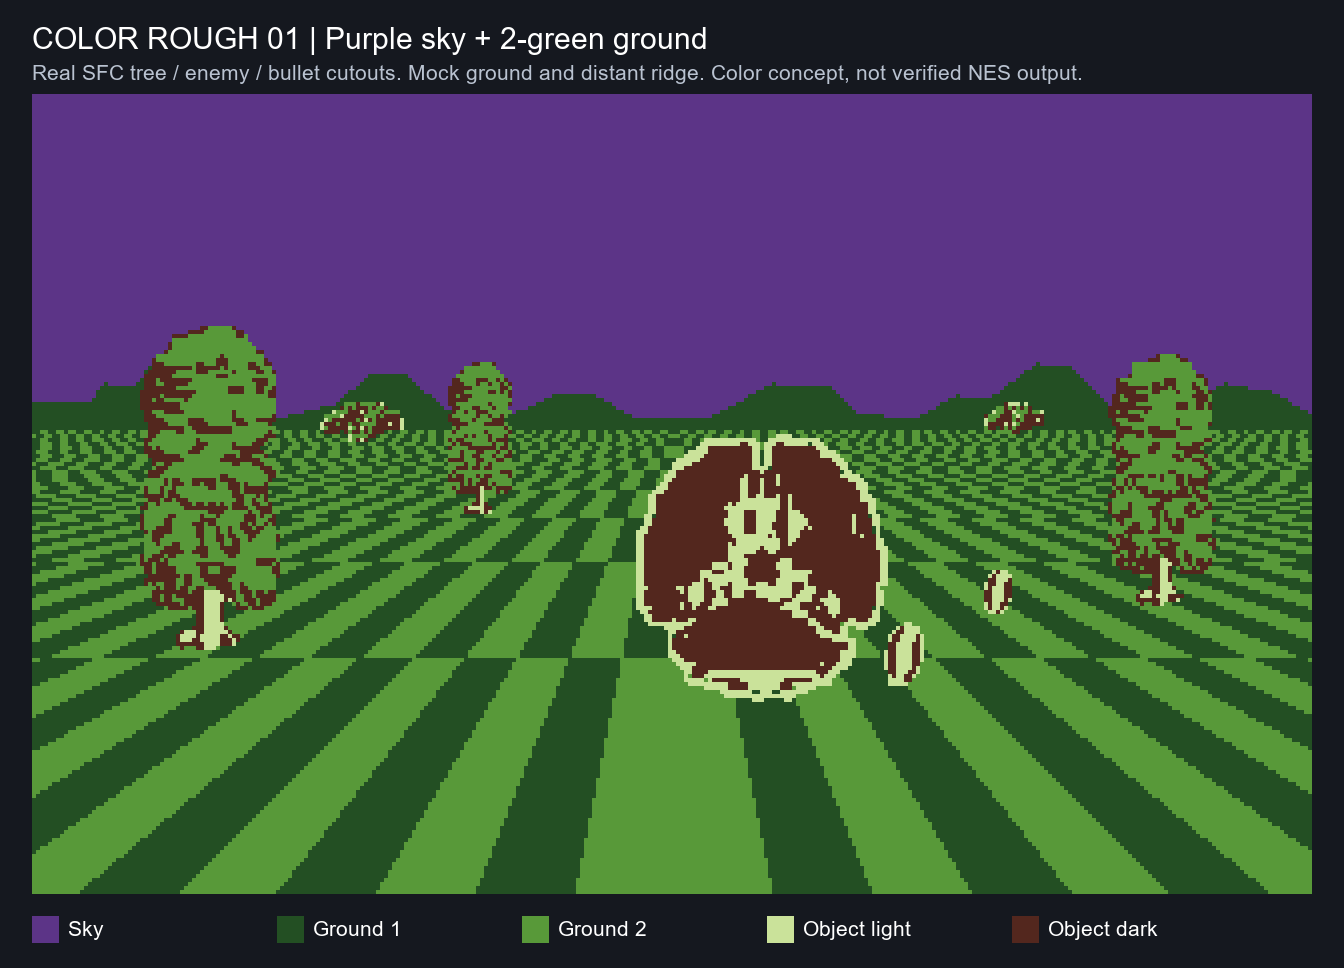 COLOR ROUGH 01 | Purple sky + 2-green ground
Real SFC tree / enemy / bullet cutouts. Mock ground and distant ridge. Color concept, not verified NES output.
Sky
Ground 1
Ground 2
Object light
Object dark